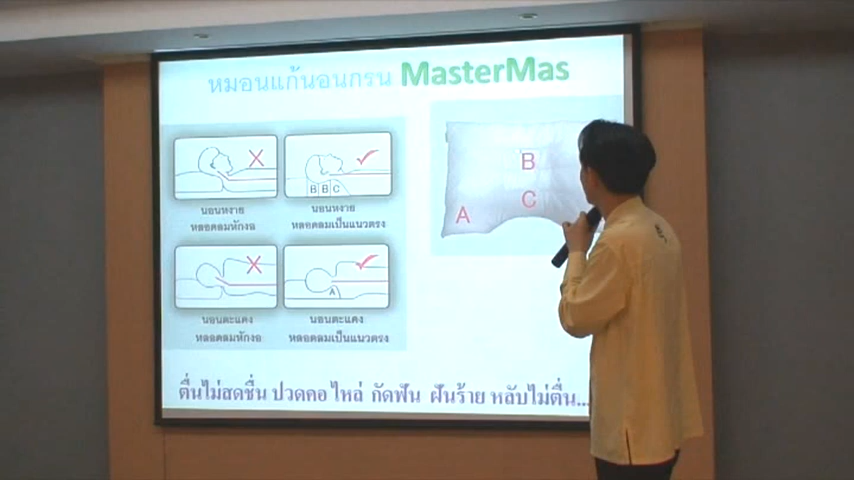 หมอนแก้นอนกรน MasterMas
B B C
นอนหงาย
หลอดลมหักงอ
นอนหงาย
หลอดลมเป็นแนวตรง
A
นอนตะแคง
หลอดลมหักงอ
นอนตะแคง
หลอดลมเป็นแนวตรง
B
C
A
ตื่นไม่สดชื่น ปวดคอ ไหล่ กัดฟัน ฝันร้าย หลับไม่ตื่น...